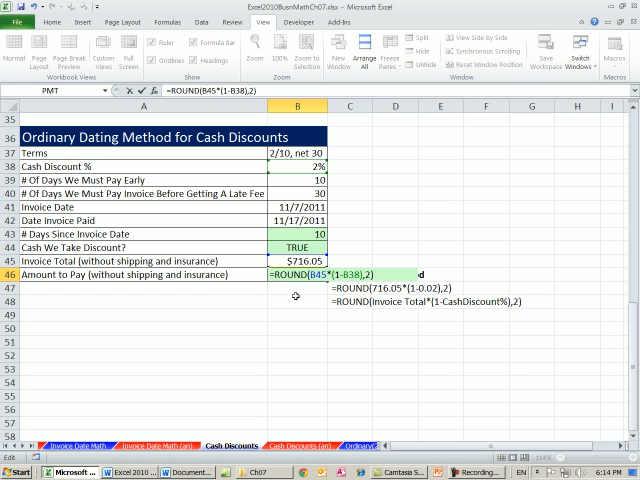 Excel2010BusnMathCh07.xlsx - Microsoft Excel
File Home Insert Page Layout Formulas Data Review View Developer Add-Ins
Normal Page Layout Page Break Preview Workbook Views
Ruler Formula Bar Gridlines Headings Show
Zoom 100% Zoom to Selection Zoom
New Window Arrange All Freeze Panes Split Hide Unhide View Side by Side Synchronous Scrolling Reset Window Position Window
Save Workspace Switch Windows Macros Macros
PMT =ROUND(B45*(1-B38),2)
A B C D E F G H I
35
36 Ordinary Dating Method for Cash Discounts
37 Terms 2/10, net 30
38 Cash Discount % 2%
39 # Of Days We Must Pay Early 10
40 # Of Days We Must Pay Invoice Before Getting A Late Fee 30
41 Invoice Date 11/7/2011
42 Date Invoice Paid 11/17/2011
43 # Days Since Invoice Date 10
44 Cash We Take Discount? TRUE
45 Invoice Total (without shipping and insurance) $716.05
46 Amount to Pay (without shipping and insurance) =ROUND(B45*(1-B38),2) d
47 =ROUND(716.05*(1-0.02),2)
48 =ROUND(Invoice Total*(1-CashDiscount%),2)
49
50
51
52
53
54
55
56
57
58
Invoice Date Math Invoice Date Math (an) Cash Discounts Cash Discounts (an)
Edit 114%
Start Microsoft ... Excel 2010 ... Document... Ch07 Camtasia S... Recording... EN 6:14 PM